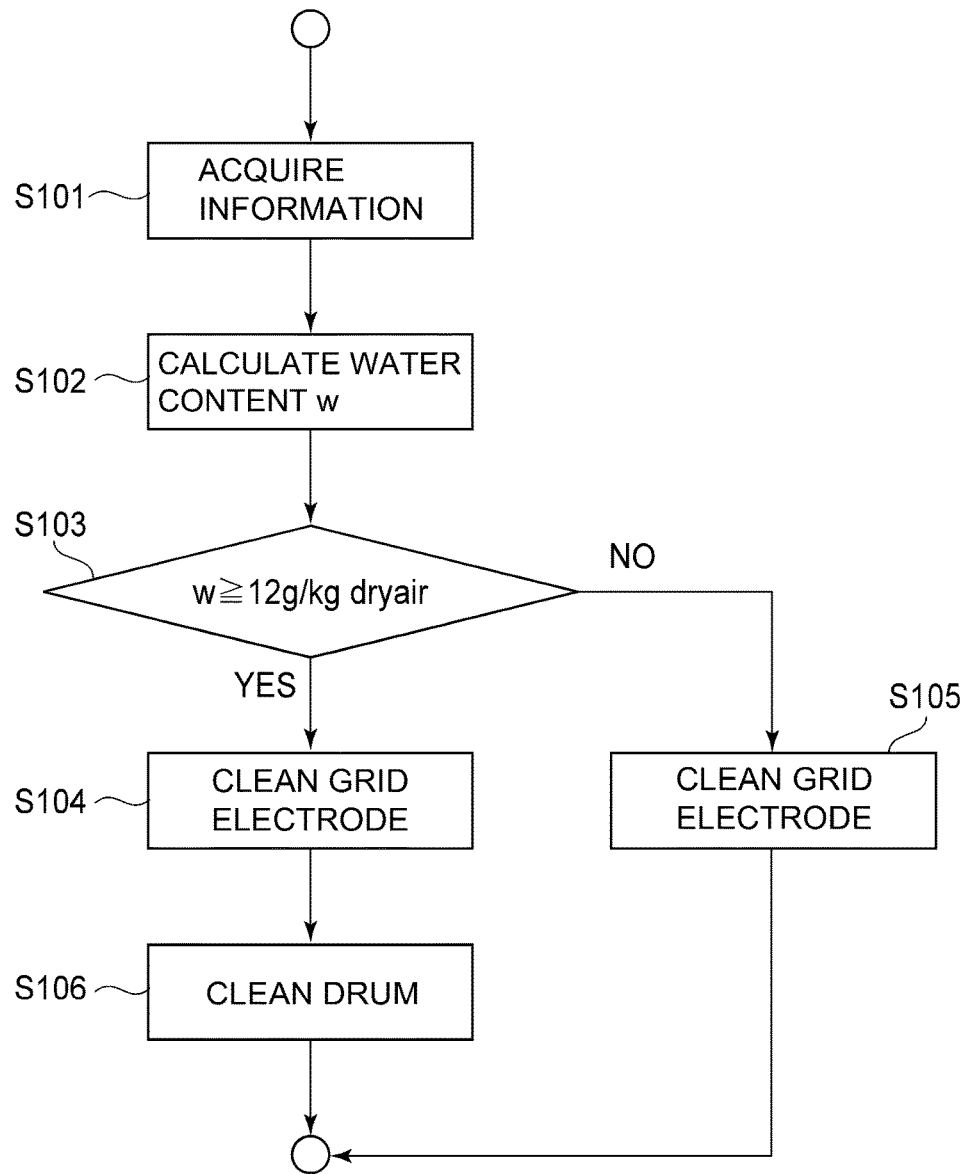 S101
ACQUIRE
INFORMATION
S102
CALCULATE WATER
CONTENT w
S103
w≧12g/kg dryair
NO
YES
S104
CLEAN GRID
ELECTRODE
S105
CLEAN GRID
ELECTRODE
S106
CLEAN DRUM